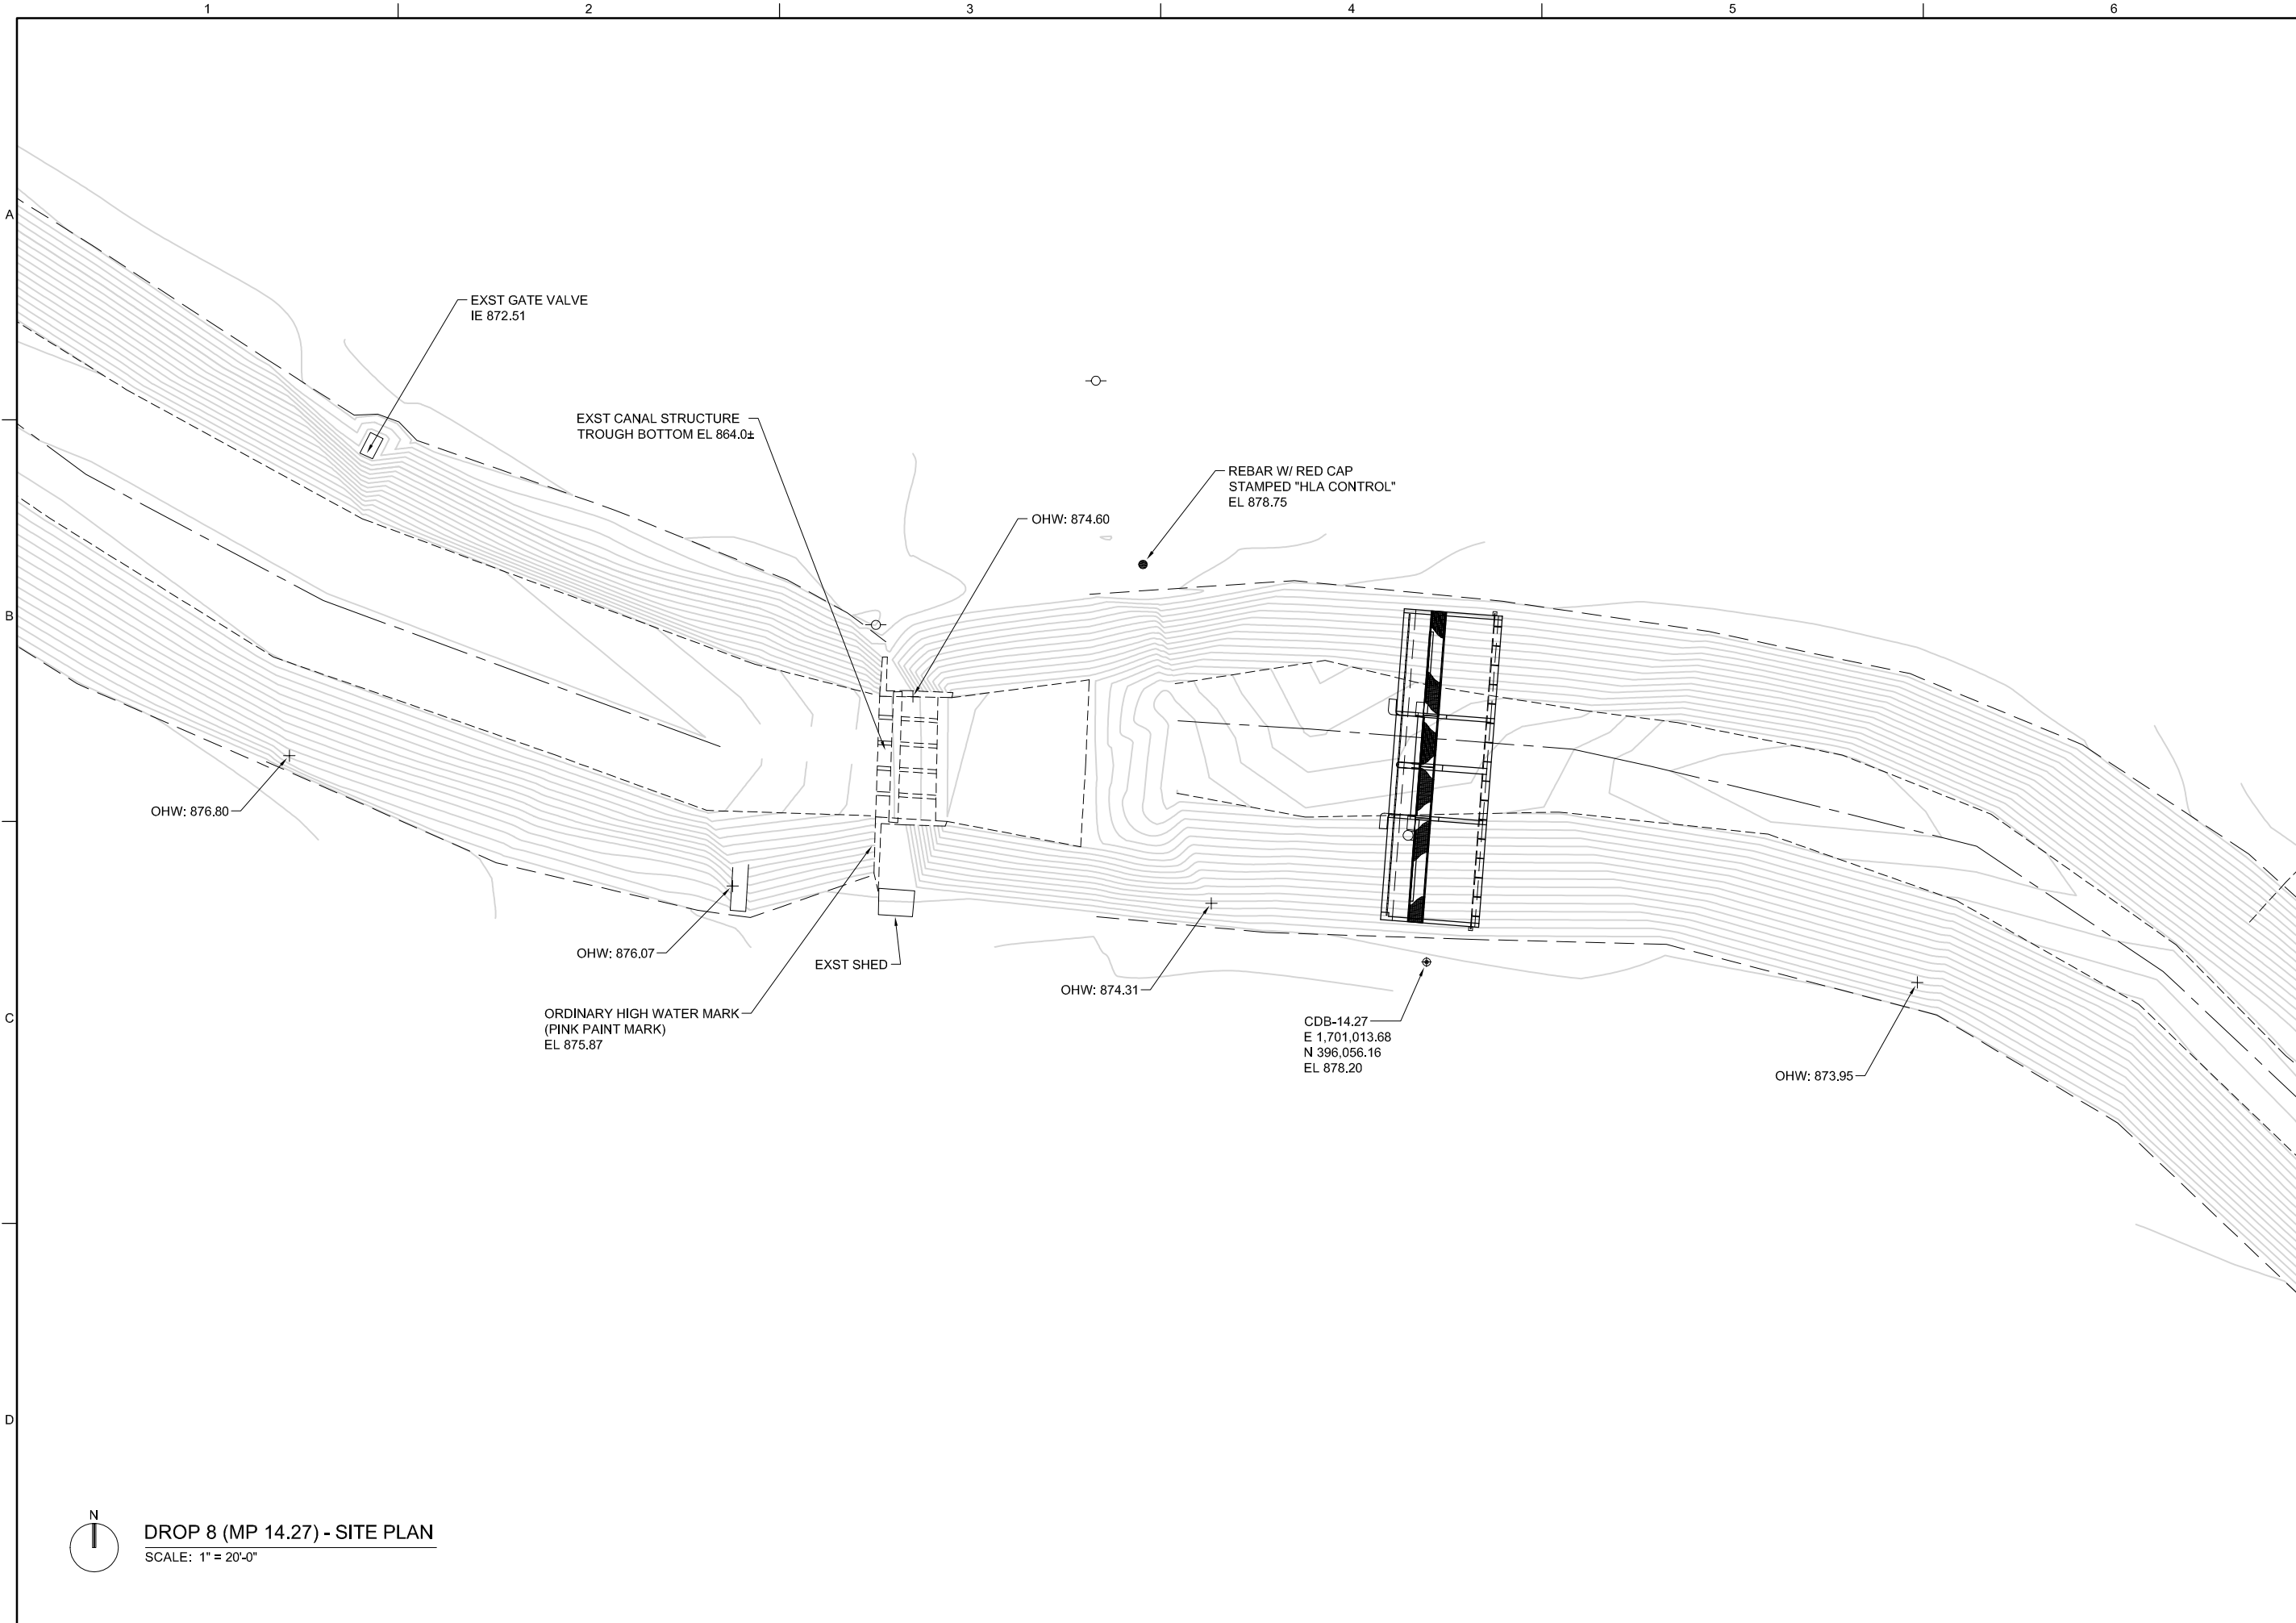 1 2 3 4 5 6
A
EXST GATE VALVE
IE 872.51
EXST CANAL STRUCTURE
TROUGH BOTTOM EL 864.0±
REBAR W/ RED CAP
STAMPED "HLA CONTROL"
EL 878.75
OHW: 874.60
B
OHW: 876.80
OHW: 876.07
EXST SHED
OHW: 874.31
ORDINARY HIGH WATER MARK
(PINK PAINT MARK)
EL 875.87
C
CDB-14.27
E 1,701,013.68
N 396,056.16
EL 878.20
OHW: 873.95
D
N
DROP 8 (MP 14.27) - SITE PLAN
SCALE: 1" = 20'-0"